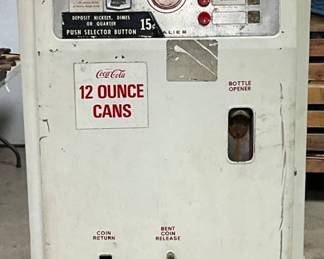 DEPOSIT NICKELS, DIMES
OR QUARTER
15¢
PUSH SELECTOR BUTTON
Coca-Cola
12 OUNCE
CANS
BOTTLE
OPENER
COIN
RETURN
BENT
COIN
RELEASE